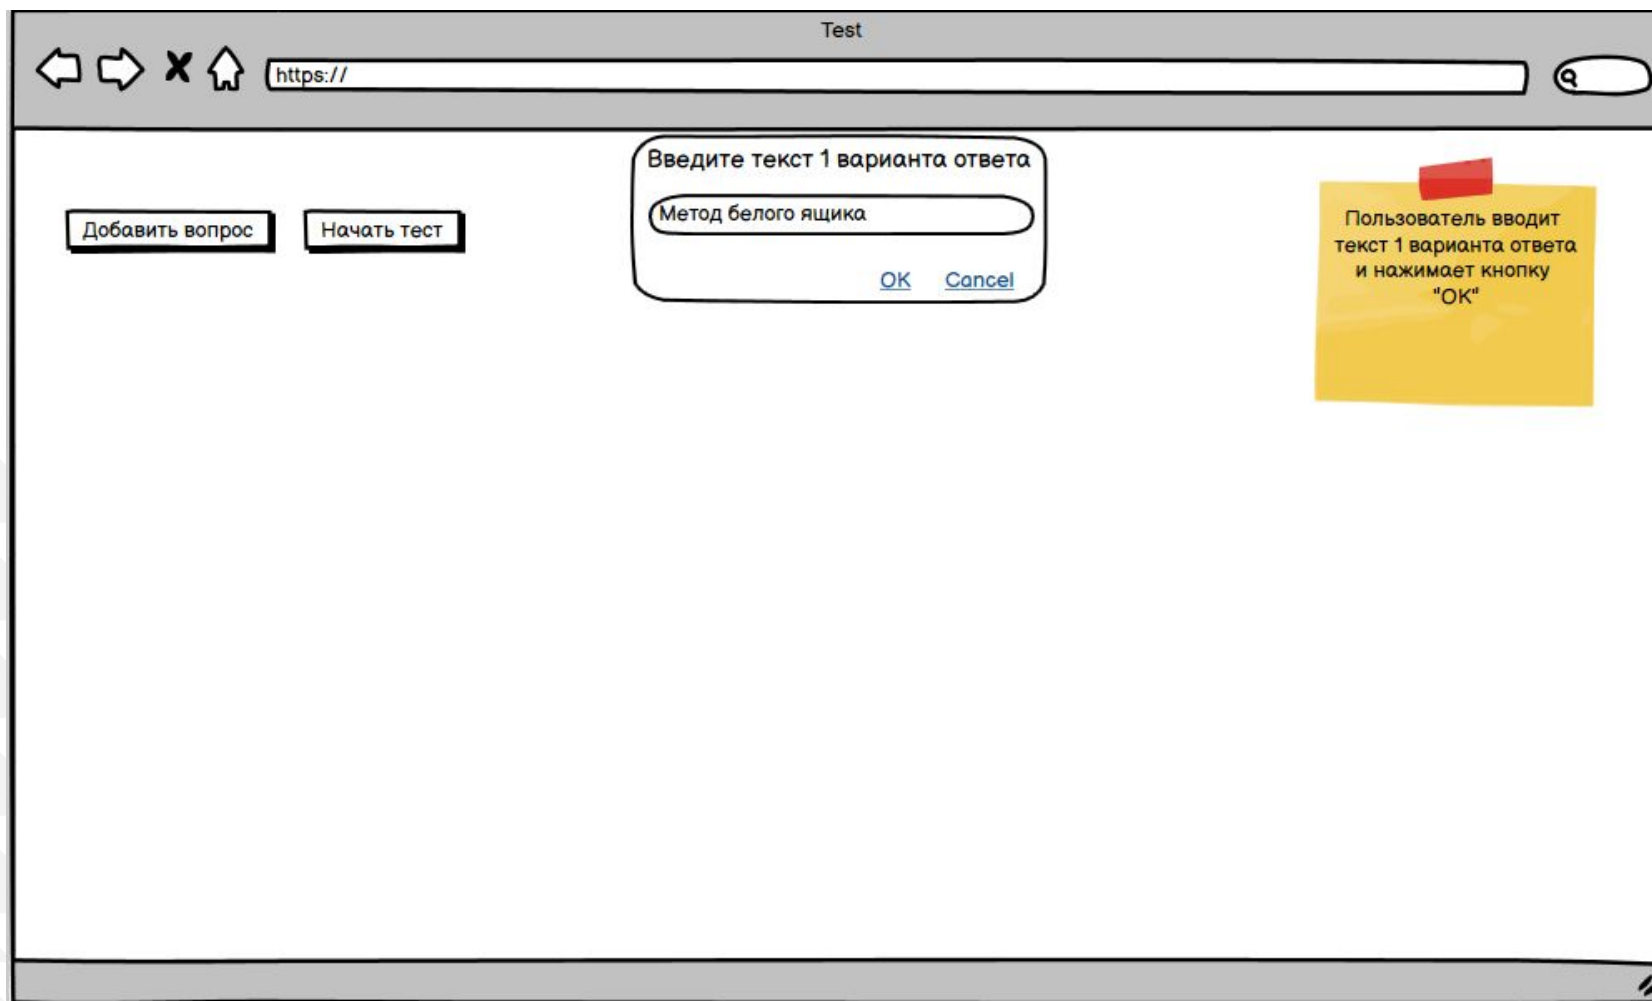 Test
https://
Введите текст 1 варианта ответа
Метод белого ящика
OK Cancel
Добавить вопрос
Начать тест
Пользователь вводит
текст 1 варианта ответа
и нажимает кнопку
"OK"